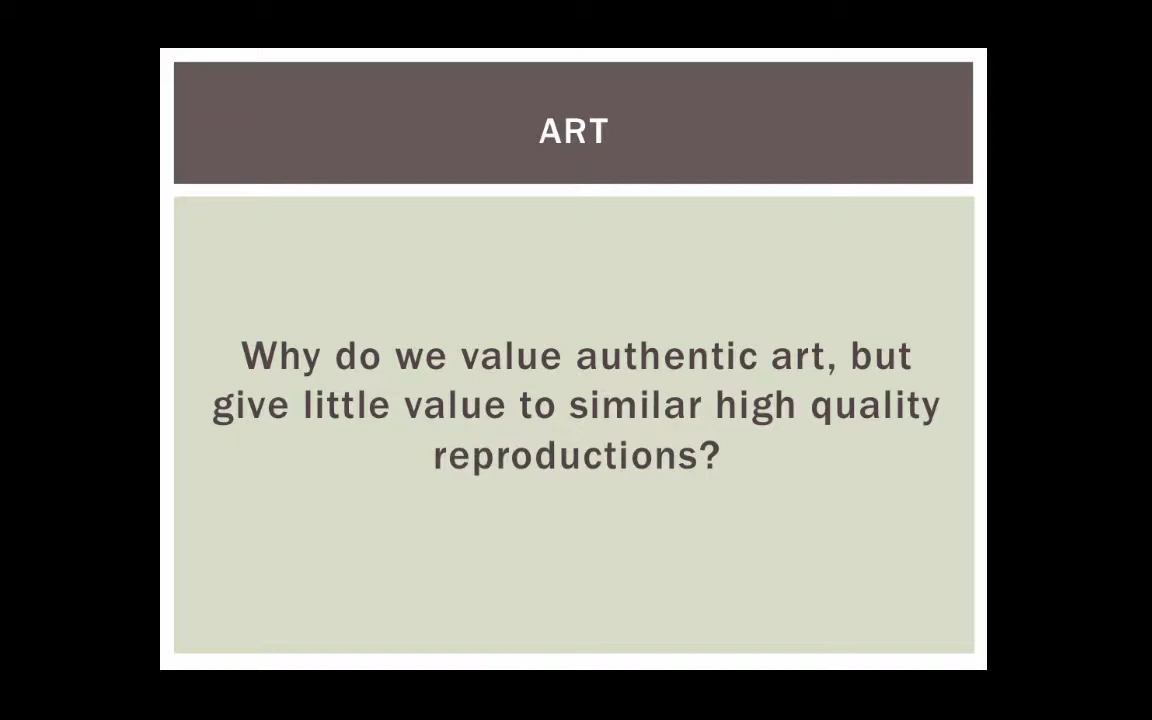 ART
Why do we value authentic art, but
give little value to similar high quality
reproductions?